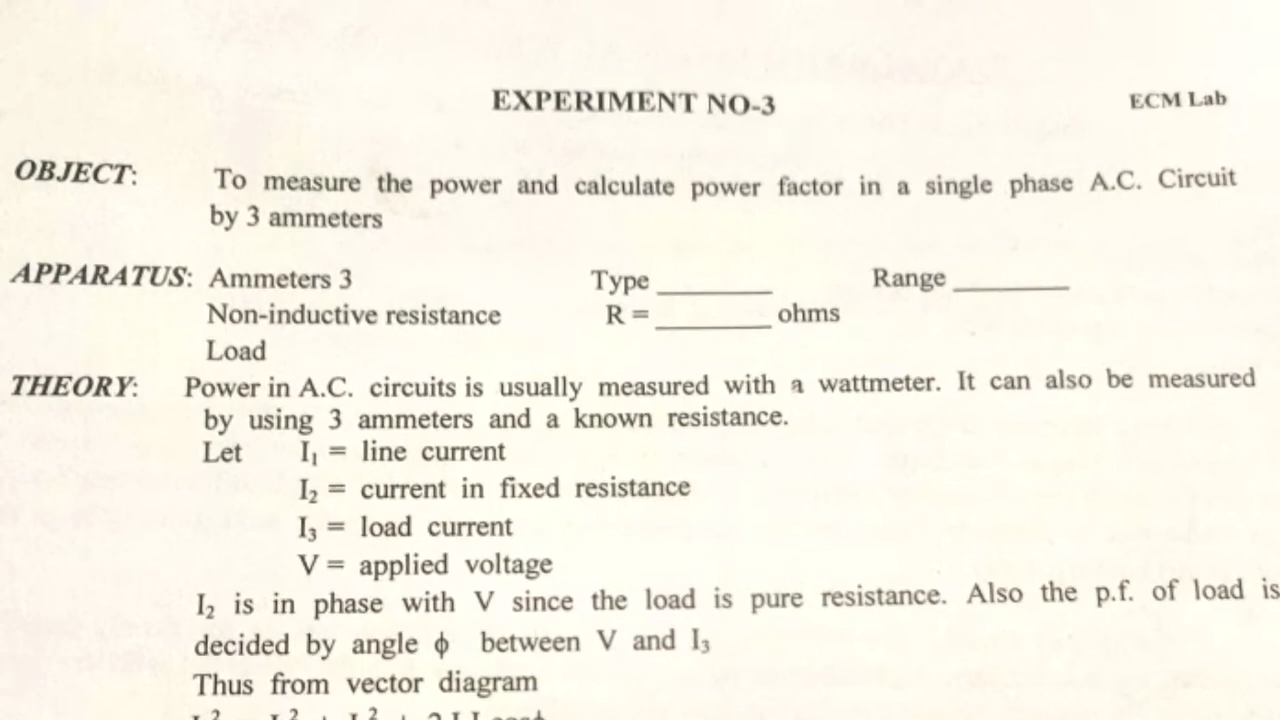 EXPERIMENT NO-3 ECM Lab
OBJECT: To measure the power and calculate power factor in a single phase A.C. Circuit
by 3 ammeters
APPARATUS: Ammeters 3 Type ________ Range ________
Non-inductive resistance R = ________ ohms
Load
THEORY: Power in A.C. circuits is usually measured with a wattmeter. It can also be measured
by using 3 ammeters and a known resistance.
Let I₁ = line current
I₂ = current in fixed resistance
I₃ = load current
V = applied voltage
I₂ is in phase with V since the load is pure resistance. Also the p.f. of load is
decided by angle ϕ between V and I₃
Thus from vector diagram